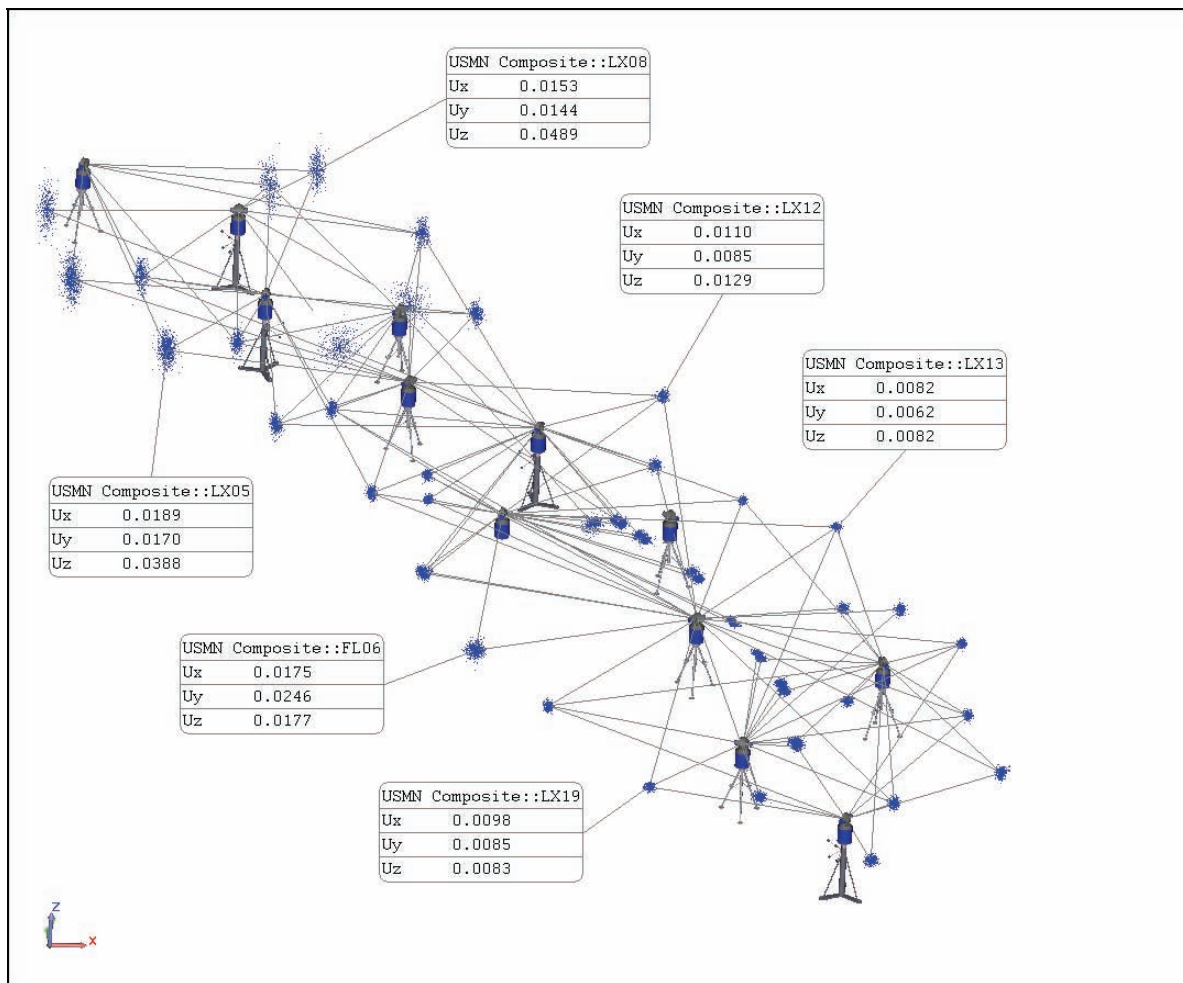 USMN Composite::LX08
Ux 0.0153
Uy 0.0144
Uz 0.0489
USMN Composite::LX12
Ux 0.0110
Uy 0.0085
Uz 0.0129
USMN Composite::LX13
Ux 0.0082
Uy 0.0062
Uz 0.0082
USMN Composite::LX05
Ux 0.0189
Uy 0.0170
Uz 0.0388
USMN Composite::FL06
Ux 0.0175
Uy 0.0246
Uz 0.0177
USMN Composite::LX19
Ux 0.0098
Uy 0.0085
Uz 0.0083
Z
X